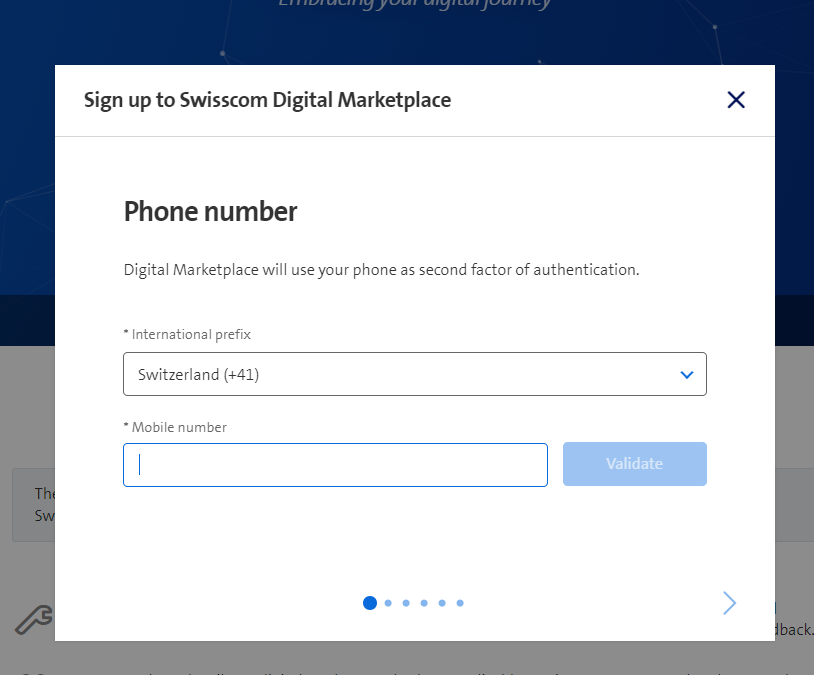 Embracing your digital journey
Sign up to Swisscom Digital Marketplace
Phone number
Digital Marketplace will use your phone as second factor of authentication.
* International prefix
Switzerland (+41)
* Mobile number
Validate
The
Sw
dback.